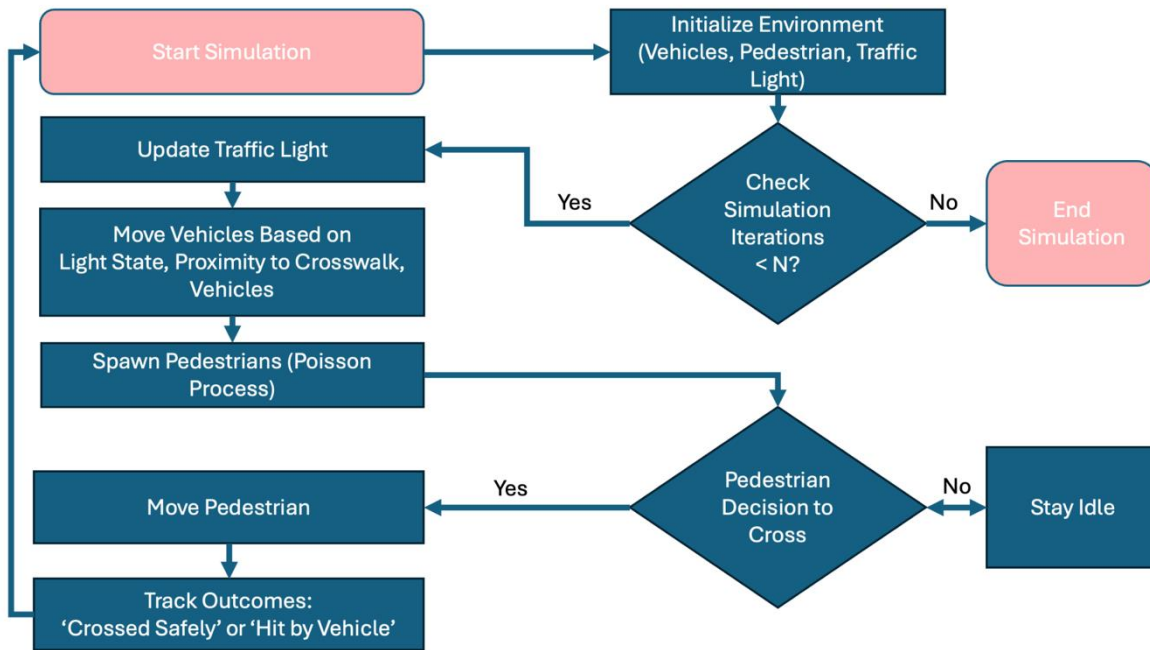 Start Simulation
Initialize Environment
(Vehicles, Pedestrian, Traffic
Light)
Update Traffic Light
Yes
Check
Simulation
Iterations
< N?
No
End
Simulation
Move Vehicles Based on
Light State, Proximity to Crosswalk,
Vehicles
Spawn Pedestrians (Poisson
Process)
Move Pedestrian
Yes
Pedestrian
Decision to
Cross
No
Stay Idle
Track Outcomes:
‘Crossed Safely’ or ‘Hit by Vehicle’